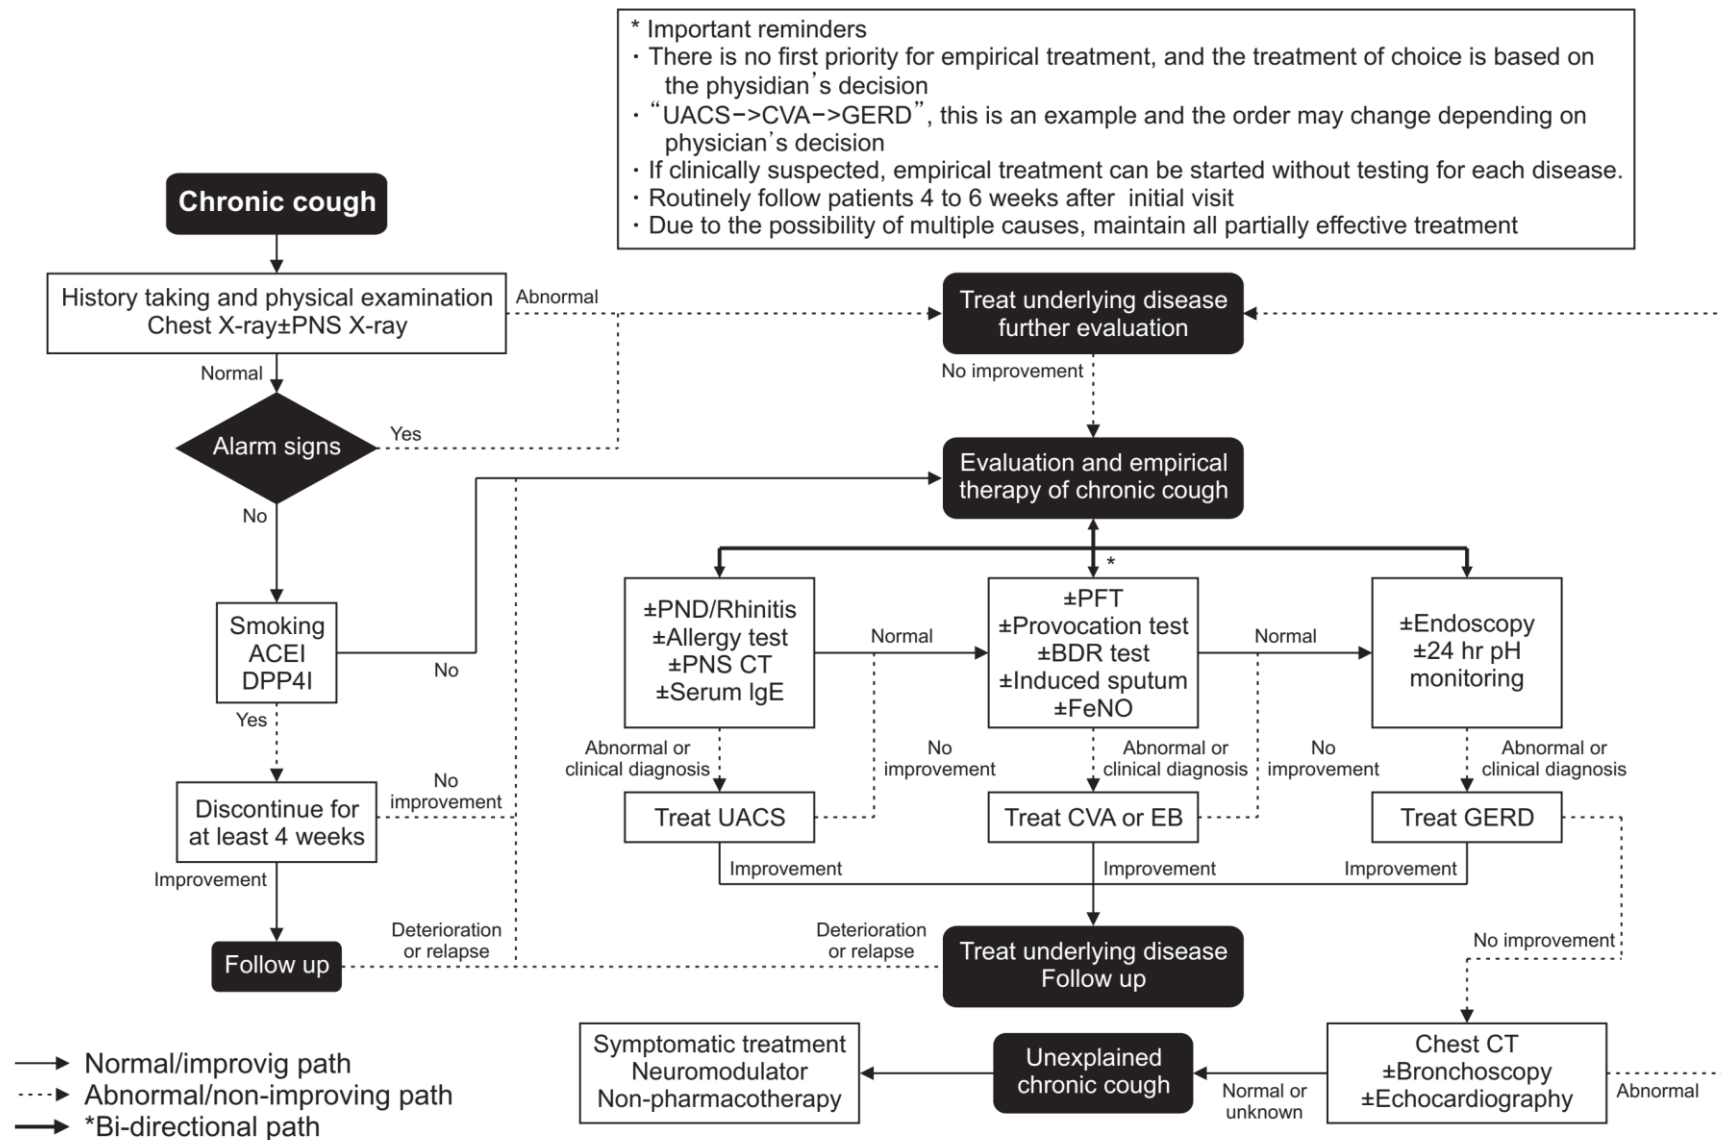 * Important reminders
· There is no first priority for empirical treatment, and the treatment of choice is based on
the physidian's decision
· “UACS−>CVA−>GERD”, this is an example and the order may change depending on
physician's decision
· If clinically suspected, empirical treatment can be started without testing for each disease.
· Routinely follow patients 4 to 6 weeks after initial visit
· Due to the possibility of multiple causes, maintain all partially effective treatment
Chronic cough
History taking and physical examination
Chest X-ray±PNS X-ray
Abnormal
Treat underlying disease
further evaluation
Normal
No improvement
Alarm signs
Yes
Evaluation and empirical
therapy of chronic cough
No
*
Smoking
ACEI
DPP4I
No
±PND/Rhinitis
±Allergy test
±PNS CT
±Serum IgE
Normal
±PFT
±Provocation test
±BDR test
±Induced sputum
±FeNO
Normal
±Endoscopy
±24 hr pH
monitoring
Yes
Abnormal or
clinical diagnosis
No
improvement
Abnormal or
clinical diagnosis
No
improvement
Abnormal or
clinical diagnosis
Discontinue for
at least 4 weeks
No
improvement
Treat UACS
Treat CVA or EB
Treat GERD
Improvement
Improvement
Improvement
Improvement
Follow up
Deterioration
or relapse
Deterioration
or relapse
Treat underlying disease
Follow up
No improvement
Symptomatic treatment
Neuromodulator
Non-pharmacotherapy
Unexplained
chronic cough
Normal or
unknown
Chest CT
±Bronchoscopy
±Echocardiography
Abnormal
Normal/improvig path
Abnormal/non-improving path
*Bi-directional path